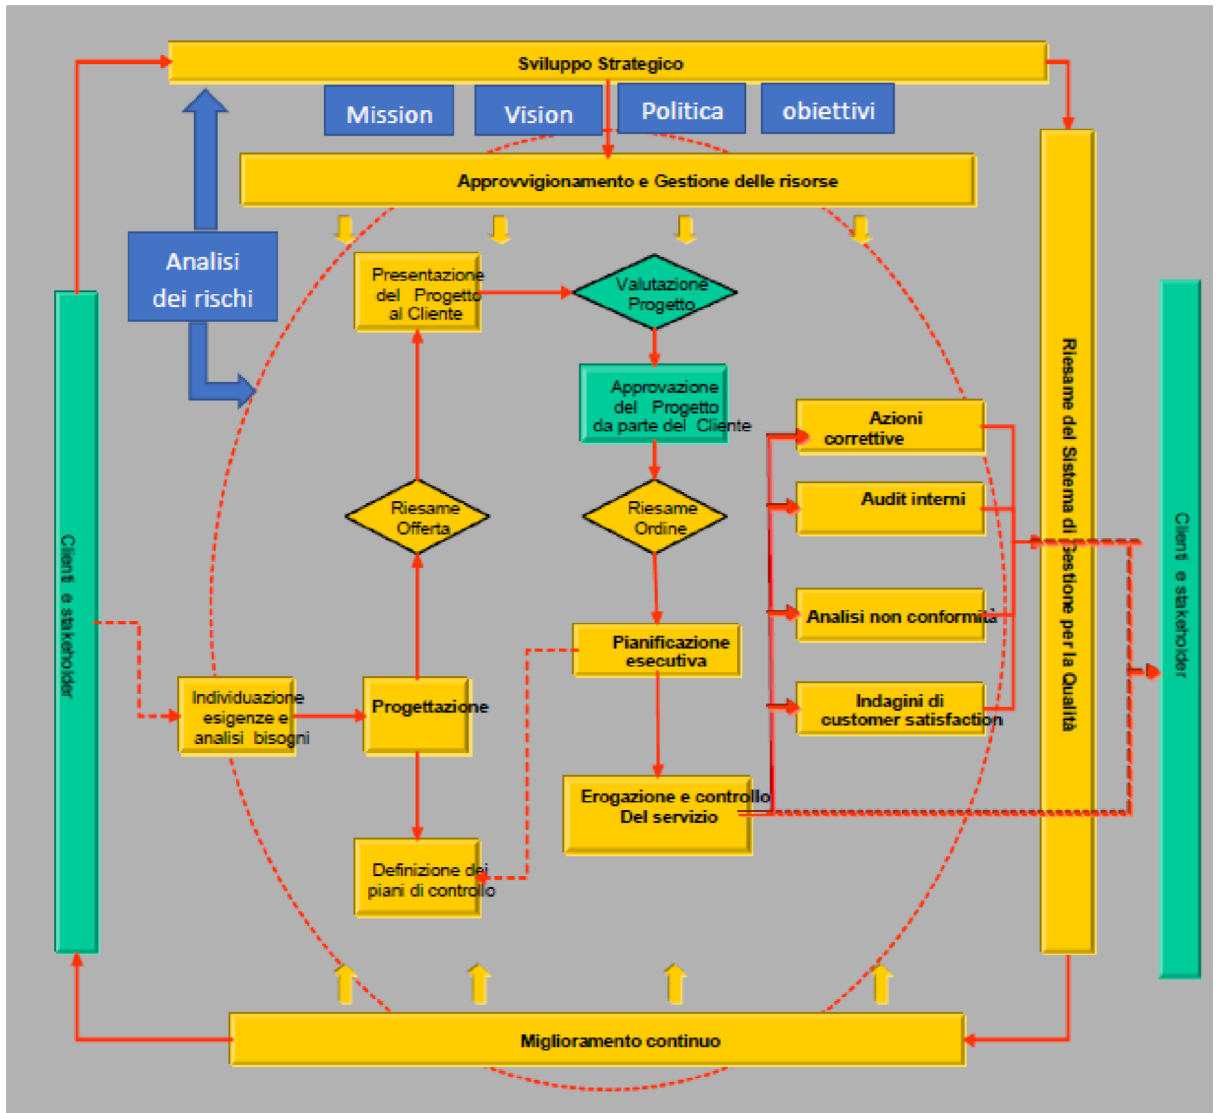 Sviluppo Strategico
Mission
Vision
Politica
obiettivi
Approvvigionamento e Gestione delle risorse
Analisi
dei rischi
Presentazione
del Progetto
al Cliente
Valutazione
Progetto
Approvazione
del Progetto
da parte del Cliente
Azioni
correttive
Riesame
Offerta
Riesame
Ordine
Audit interni
Analisi non conformità
Pianificazione
esecutiva
Individuazione
esigenze e
analisi bisogni
Progettazione
Indagini di
customer satisfaction
Erogazione e controllo
Del servizio
Definizione dei
piani di controllo
Clienti e stakeholder
Riesame del Sistema di Gestione per la Qualità
Clienti e stakeholder
Miglioramento continuo